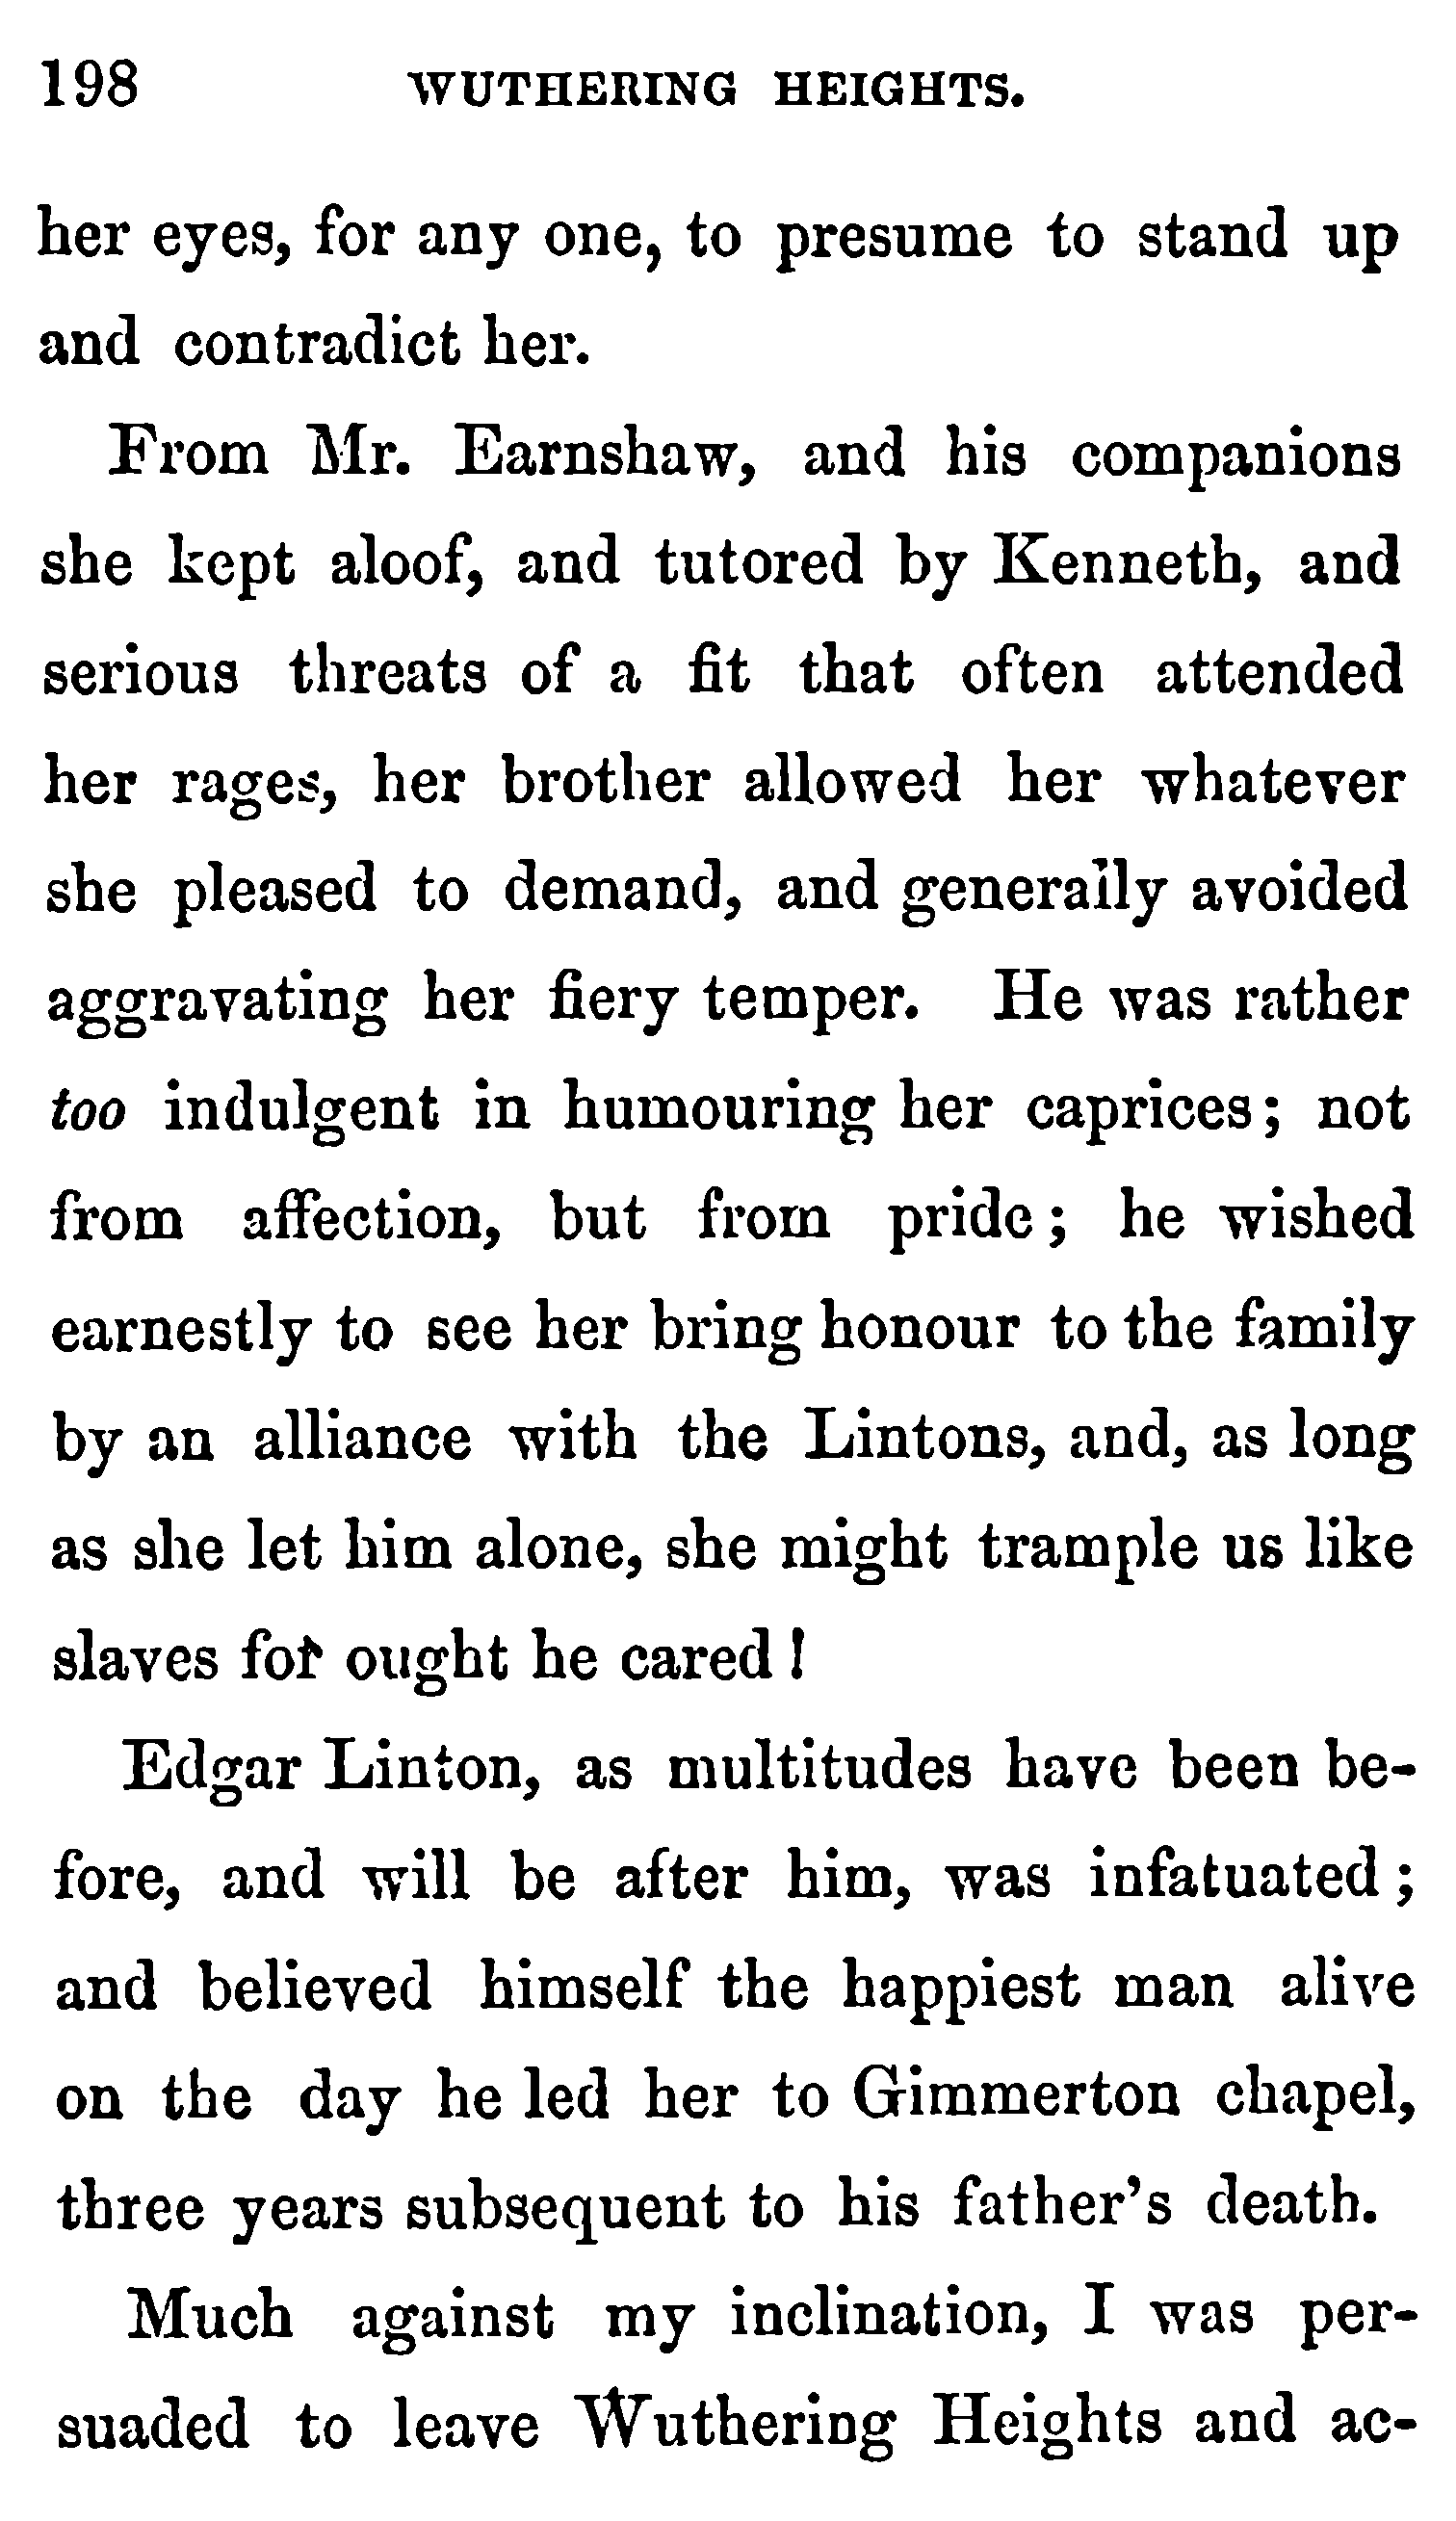 198 WUTHERING HEIGHTS.
her eyes, for any one, to presume to stand up
and contradict her.
From Mr. Earnshaw, and his companions
she kept aloof, and tutored by Kenneth, and
serious threats of a fit that often attended
her rages, her brother allowed her whatever
she pleased to demand, and generally avoided
aggravating her fiery temper. He was rather
too indulgent in humouring her caprices; not
from affection, but from pride; he wished
earnestly to see her bring honour to the family
by an alliance with the Lintons, and, as long
as she let him alone, she might trample us like
slaves for ought he cared!
Edgar Linton, as multitudes have been be-
fore, and will be after him, was infatuated;
and believed himself the happiest man alive
on the day he led her to Gimmerton chapel,
three years subsequent to his father's death.
Much against my inclination, I was per-
suaded to leave Wuthering Heights and ac-